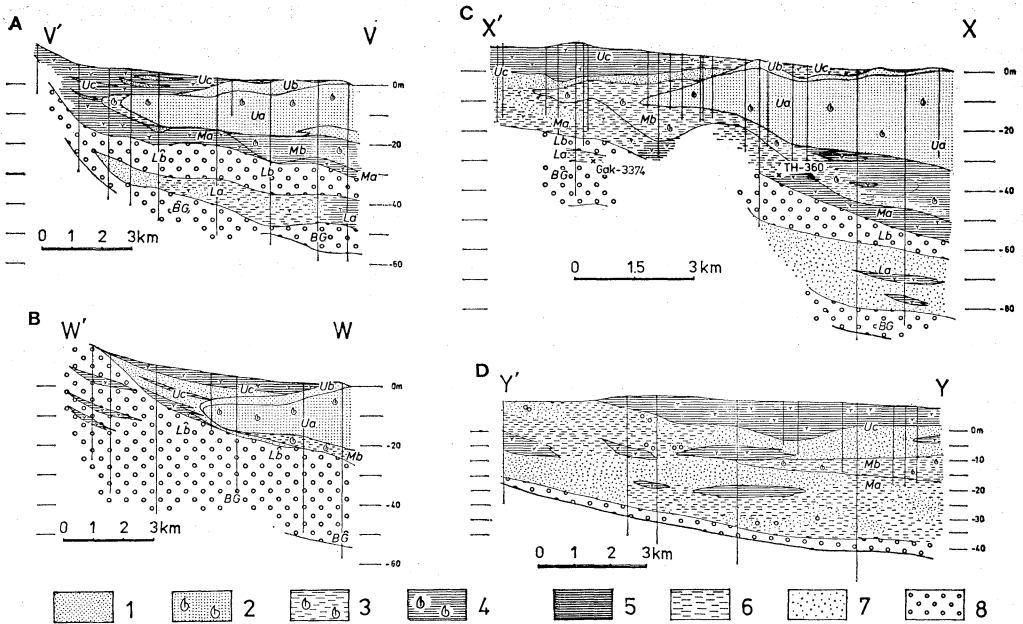 A
V'
V
Uc
Uc
Ub
Ua
Ma
Mb
Lb
Lb
Ma
La
La
BG
BG
0m
-20
-40
-60
0 1 2 3km
B
W'
W
Uc
Uc
Ub
Ua
Lb
Lb
Mb
BG
BG
0m
-20
-40
-60
0 1 2 3km
C
X'
X
Uc
Uc
Ub
Uc
Ua
Mb
Ma
Lb
La
Gak-3374
BG
TH-360
Ua
Ma
Lb
La
BG
0m
-20
-40
-60
-80
0 1.5 3km
D
Y'
Y
Uc
Mb
Ma
0m
-10
-20
-30
-40
0 1 2 3km
1 2 3 4 5 6 7 8